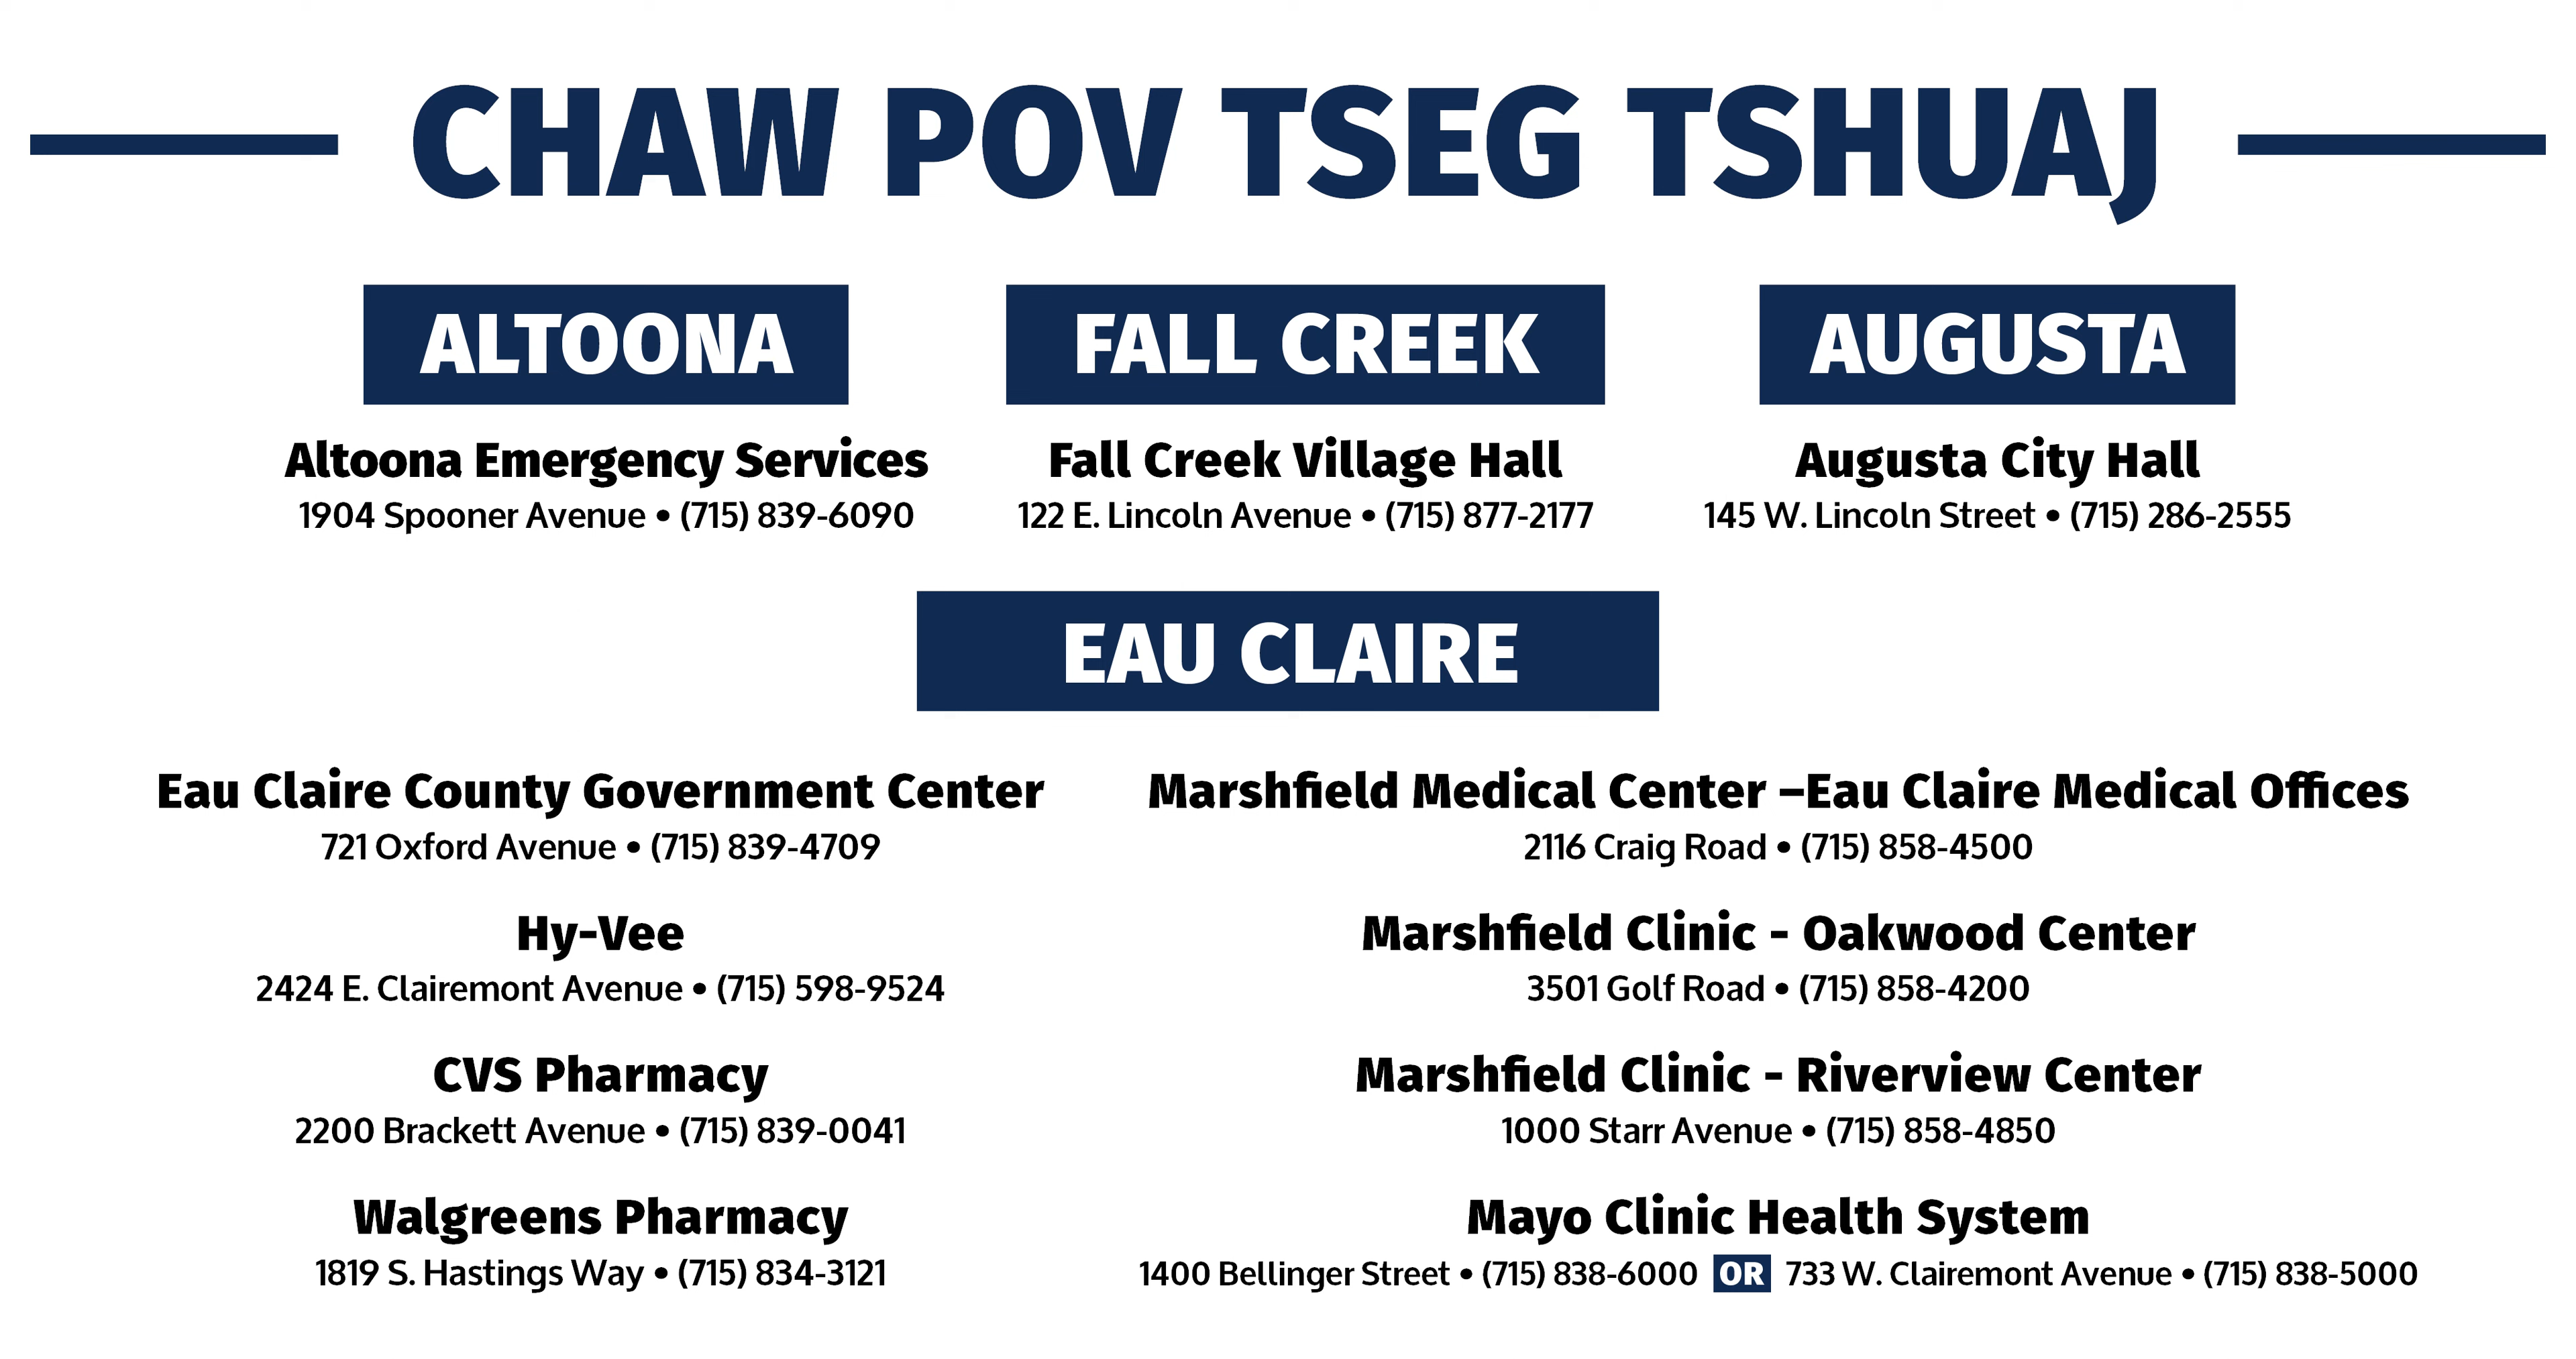 CHAW POV TSEG TSHUAJ
ALTOONA
Altoona Emergency Services
1904 Spooner Avenue • (715) 839-6090
FALL CREEK
Fall Creek Village Hall
122 E. Lincoln Avenue • (715) 877-2177
AUGUSTA
Augusta City Hall
145 W. Lincoln Street • (715) 286-2555
EAU CLAIRE
Eau Claire County Government Center
721 Oxford Avenue • (715) 839-4709
Hy-Vee
2424 E. Clairemont Avenue • (715) 598-9524
CVS Pharmacy
2200 Brackett Avenue • (715) 839-0041
Walgreens Pharmacy
1819 S. Hastings Way • (715) 834-3121
Marshfield Medical Center –Eau Claire Medical Offices
2116 Craig Road • (715) 858-4500
Marshfield Clinic - Oakwood Center
3501 Golf Road • (715) 858-4200
Marshfield Clinic - Riverview Center
1000 Starr Avenue • (715) 858-4850
Mayo Clinic Health System
1400 Bellinger Street • (715) 838-6000 OR 733 W. Clairemont Avenue • (715) 838-5000